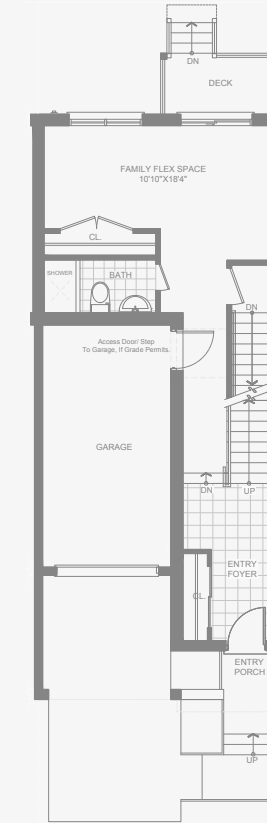 DN
DECK
FAMILY FLEX SPACE
10'10"X18'4"
CL.
SHOWER
BATH
DN
Access Door/ Step
To Garage, If Grade Permits.
GARAGE
DN
UP
ENTRY
FOYER
CL.
ENTRY
PORCH
UP